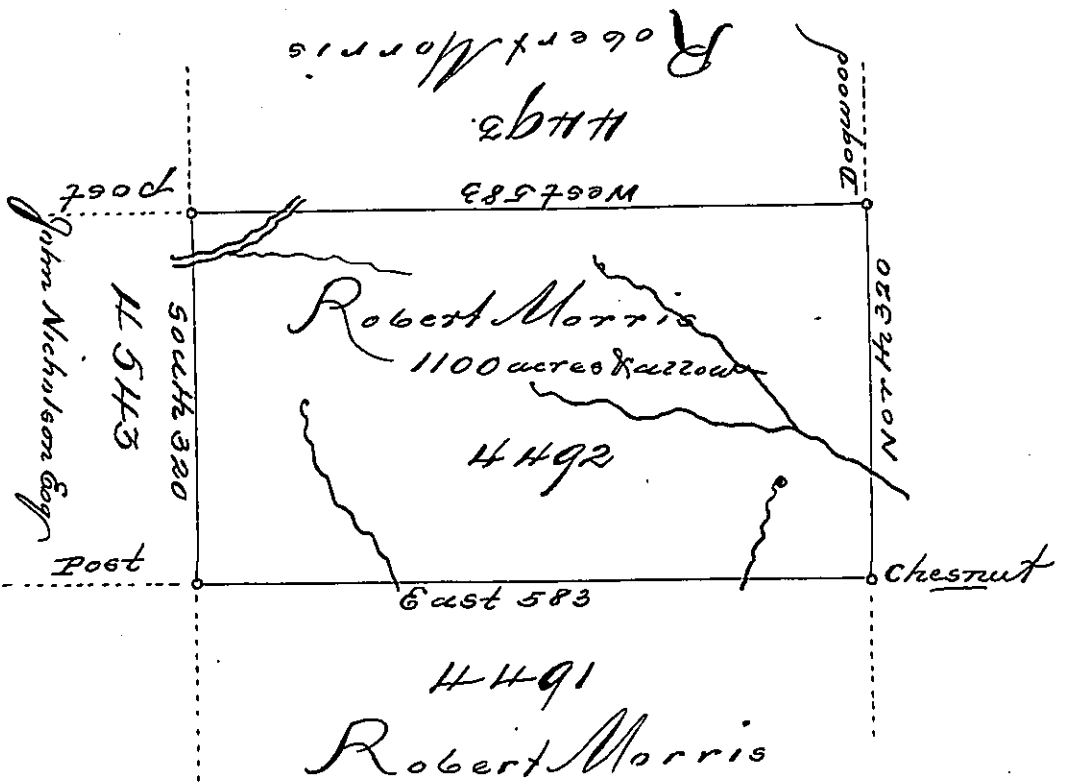 Robert Morris
4493
Dogwood
post
West 583
John Nicholson Esq
4543
South 320
Robert Morris
1100 acres & allow
4492
North 320
Post
Chesnut
East 583
4491
Robert Morris